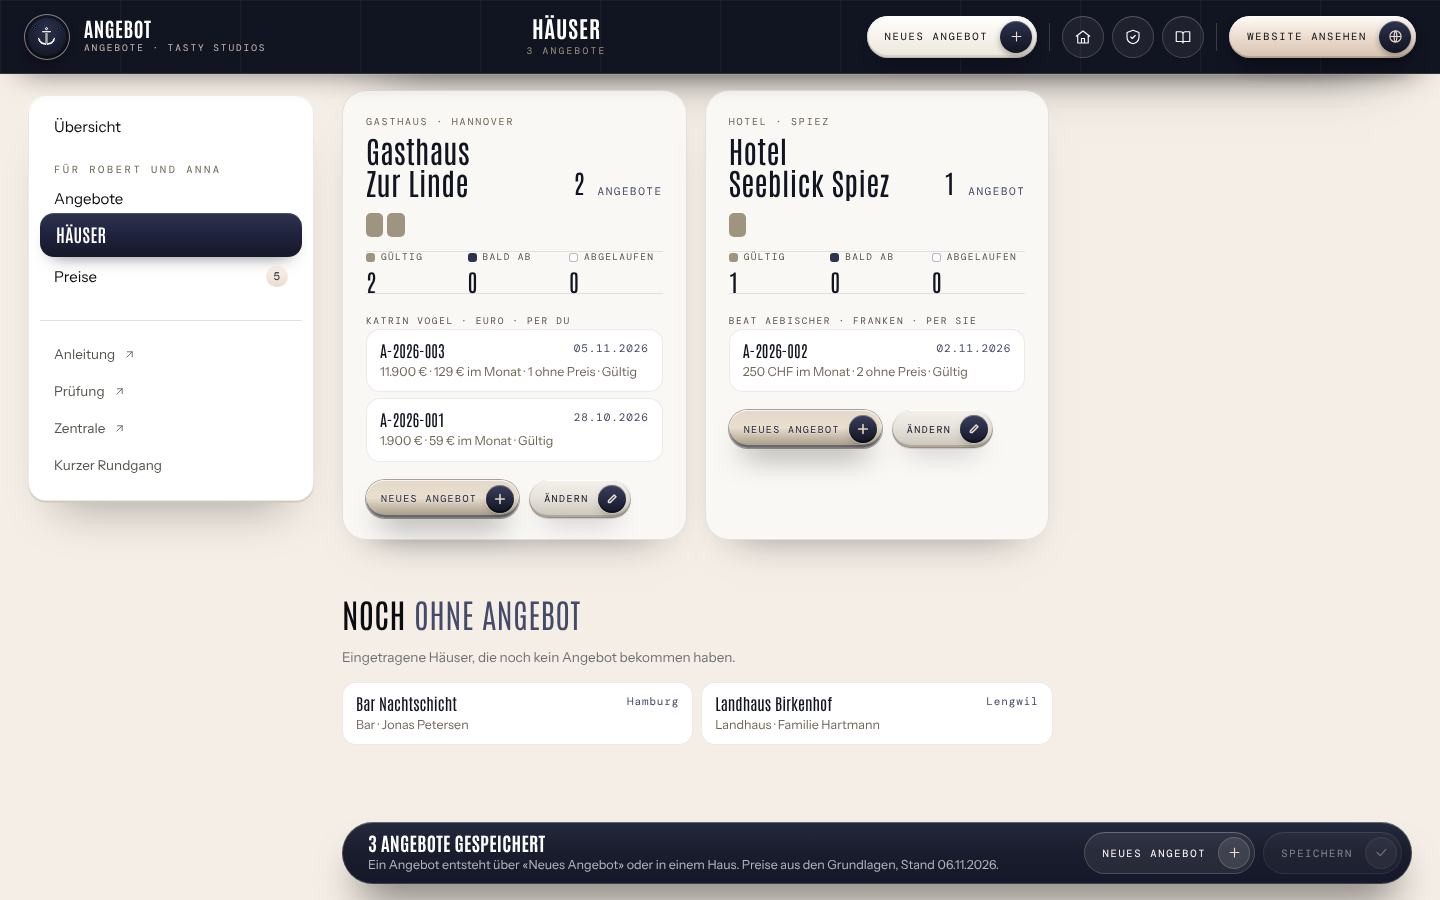 ANGEBOT
ANGEBOTE · TASTY STUDIOS
HÄUSER
3 ANGEBOTE
NEUES ANGEBOT
WEBSITE ANSEHEN
Übersicht
FÜR ROBERT UND ANNA
Angebote
HÄUSER
Preise 5
Anleitung
Prüfung
Zentrale
Kurzer Rundgang
GASTHAUS · HANNOVER
Gasthaus
Zur Linde
2 ANGEBOTE
GÜLTIG BALD AB ABGELAUFEN
2 0 0
KATRIN VOGEL · EURO · PER DU
A-2026-003 05.11.2026
11.900 € · 129 € im Monat · 1 ohne Preis · Gültig
A-2026-001 28.10.2026
1.900 € · 59 € im Monat · Gültig
NEUES ANGEBOT ÄNDERN
HOTEL · SPIEZ
Hotel
Seeblick Spiez
1 ANGEBOT
GÜLTIG BALD AB ABGELAUFEN
1 0 0
BEAT AEBISCHER · FRANKEN · PER SIE
A-2026-002 02.11.2026
250 CHF im Monat · 2 ohne Preis · Gültig
NEUES ANGEBOT ÄNDERN
NOCH OHNE ANGEBOT
Eingetragene Häuser, die noch kein Angebot bekommen haben.
Bar Nachtschicht Hamburg
Bar · Jonas Petersen
Landhaus Birkenhof Lengwil
Landhaus · Familie Hartmann
3 ANGEBOTE GESPEICHERT
Ein Angebot entsteht über «Neues Angebot» oder in einem Haus. Preise aus den Grundlagen, Stand 06.11.2026.
NEUES ANGEBOT
SPEICHERN